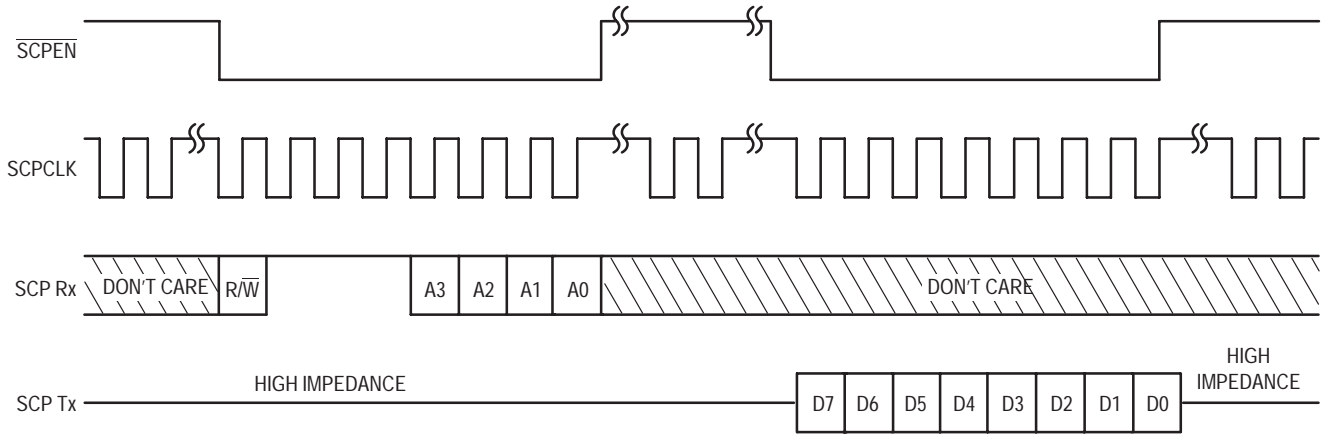 SCPEN
SCPCLK
SCP Rx DON'T CARE R/W A3 A2 A1 A0 DON'T CARE
HIGH IMPEDANCE
HIGH IMPEDANCE
SCP Tx D7 D6 D5 D4 D3 D2 D1 D0